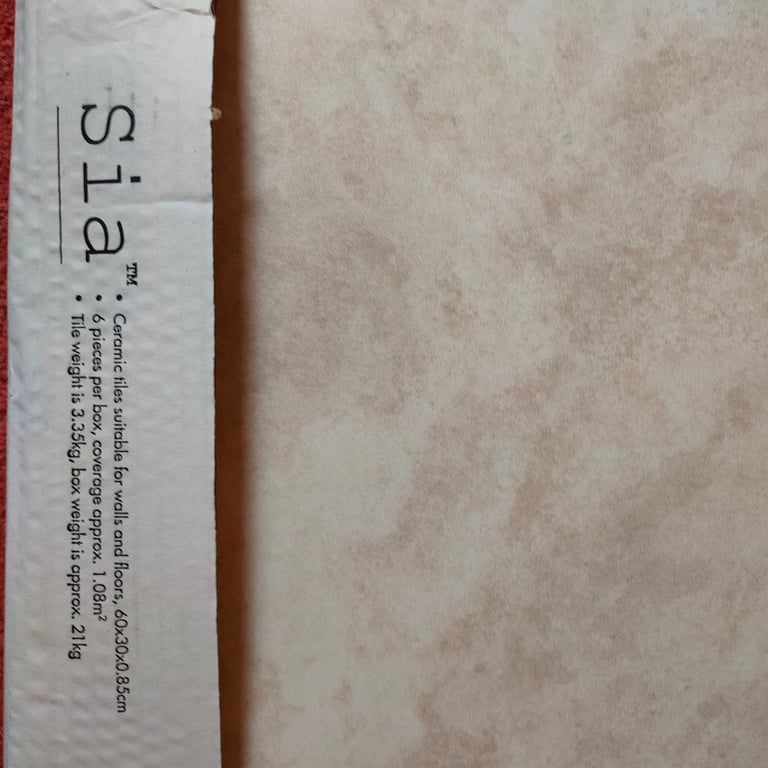 Sia™
• Ceramic tiles suitable for walls and floors, 60x30x0.85cm
• 6 pieces per box, coverage approx. 1.08m²
• Tile weight is 3.35kg, box weight is approx. 21kg